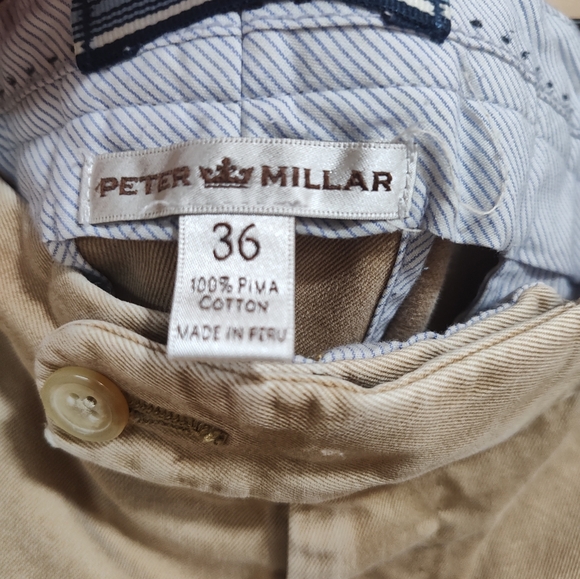 PETER MILLAR
36
100% PIMA
COTTON
MADE IN PERU